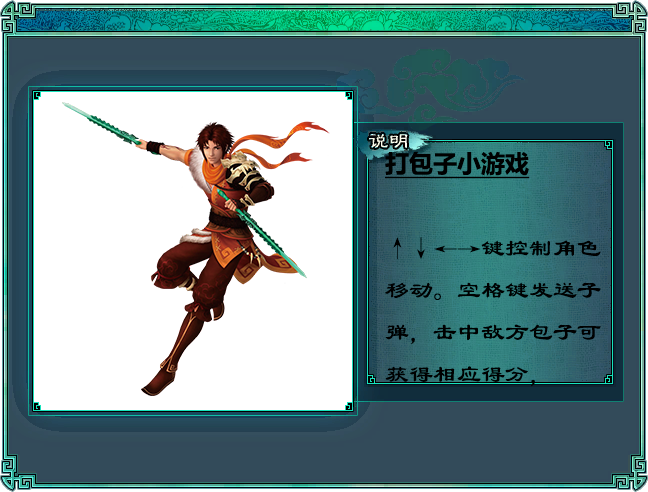 说明
打包子小游戏
↑↓←→键控制角色
移动。空格键发送子
弹，击中敌方包子可
获得相应得分，